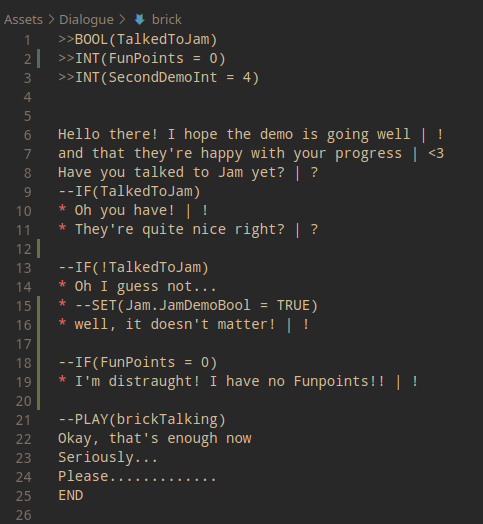 Assets > Dialogue > brick
1 >>BOOL(TalkedToJam)
2 >>INT(FunPoints = 0)
3 >>INT(SecondDemoInt = 4)
4
5
6 Hello there! I hope the demo is going well | !
7 and that they're happy with your progress | <3
8 Have you talked to Jam yet? | ?
9 --IF(TalkedToJam)
10 * Oh you have! | !
11 * They're quite nice right? | ?
12
13 --IF(!TalkedToJam)
14 * Oh I guess not...
15 * --SET(Jam.JamDemoBool = TRUE)
16 * well, it doesn't matter! | !
17
18 --IF(FunPoints = 0)
19 * I'm distraught! I have no Funpoints!! | !
20
21 --PLAY(brickTalking)
22 Okay, that's enough now
23 Seriously...
24 Please.............
25 END
26